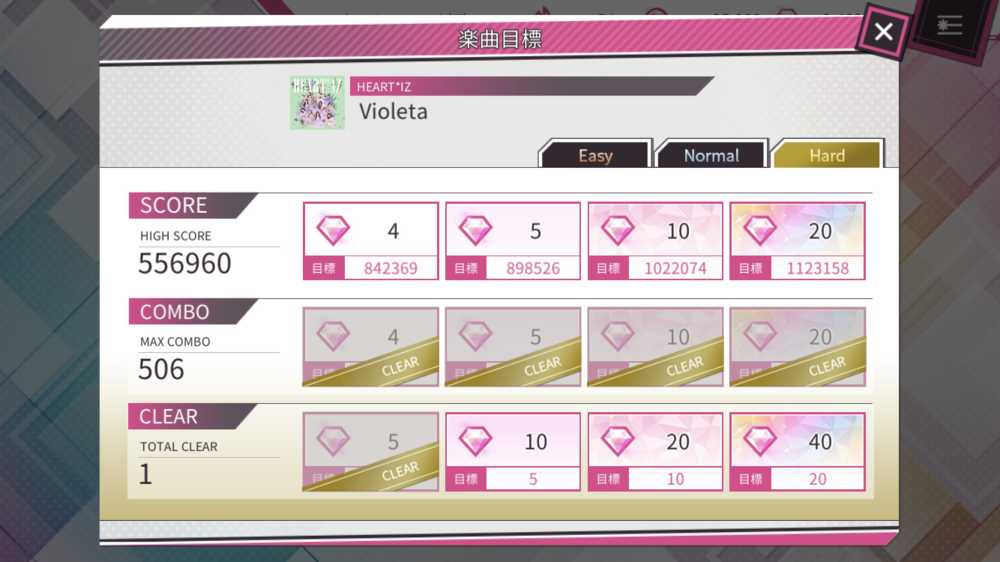 楽曲目標
HEART*IZ
Violeta
Easy Normal Hard
SCORE
HIGH SCORE
556960
4 5 10 20
目標 842369 目標 898526 目標 1022074 目標 1123158
COMBO
MAX COMBO
506
4 5 10 20
CLEAR CLEAR CLEAR CLEAR
CLEAR
TOTAL CLEAR
1
5 10 20 40
CLEAR 目標 5 目標 10 目標 20